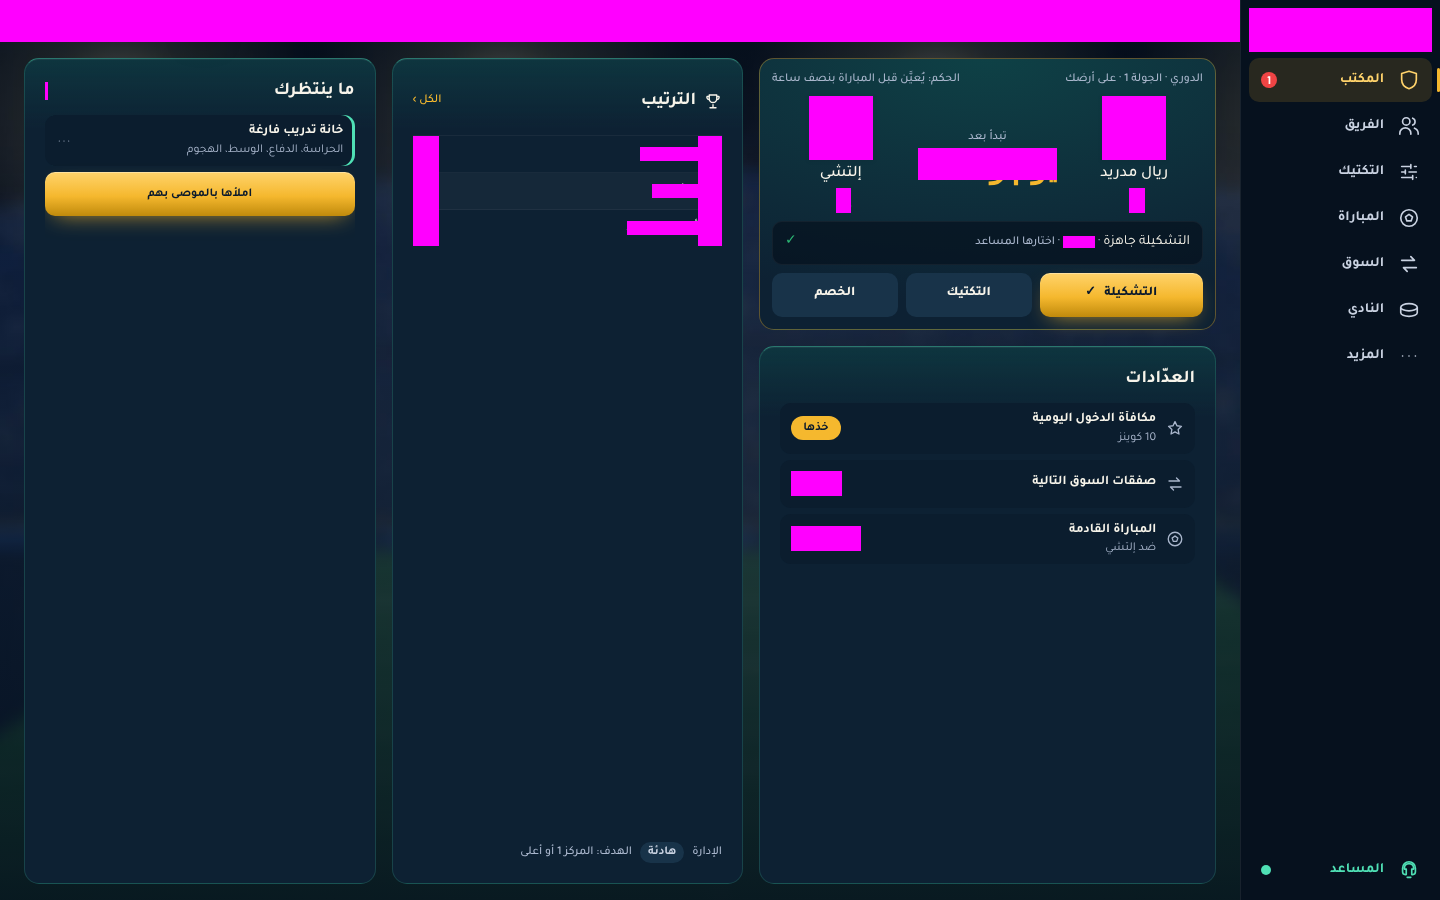 المكتب
1
الفريق
التكتيك
المباراة
السوق
النادي
المزيد
المساعد
الدوري · الجولة 1 · على أرضك
الحكم: يُعيَّن قبل المباراة بنصف ساعة
ريال مدريد
تبدأ بعد
إلتشي
التشكيلة جاهزة · · اختارها المساعد ✓
التشكيلة ✓
التكتيك
الخصم
العدّادات
مكافأة الدخول اليومية
10 كوينز
خذها
صفقات السوق التالية
المباراة القادمة
ضد إلتشي
الترتيب
الكل ›
الإدارة هادئة الهدف: المركز 1 أو أعلى
ما ينتظرك
خانة تدريب فارغة
الحراسة، الدفاع، الوسط، الهجوم
املأها بالموصى بهم